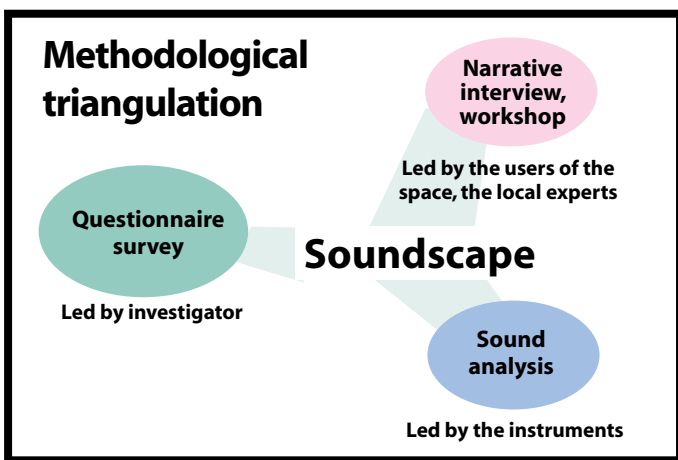 Methodological
triangulation
Narrative
interview,
workshop
Led by the users of the
space, the local experts
Questionnaire
survey
Led by investigator
Soundscape
Sound
analysis
Led by the instruments